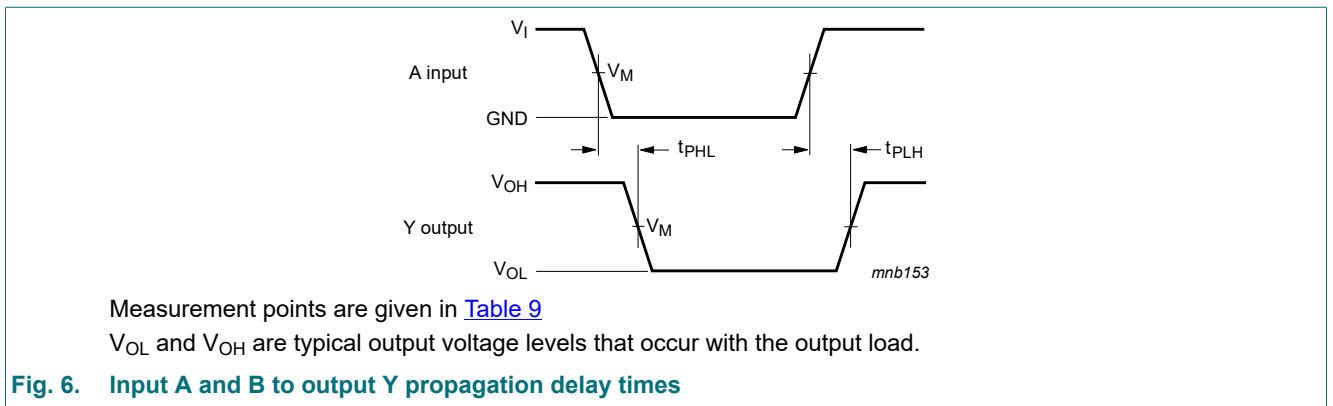 VI
A input
VM
GND
tPHL
tPLH
VOH
Y output
VM
VOL
mnb153
Measurement points are given in Table 9
VOL and VOH are typical output voltage levels that occur with the output load.
Fig. 6. Input A and B to output Y propagation delay times